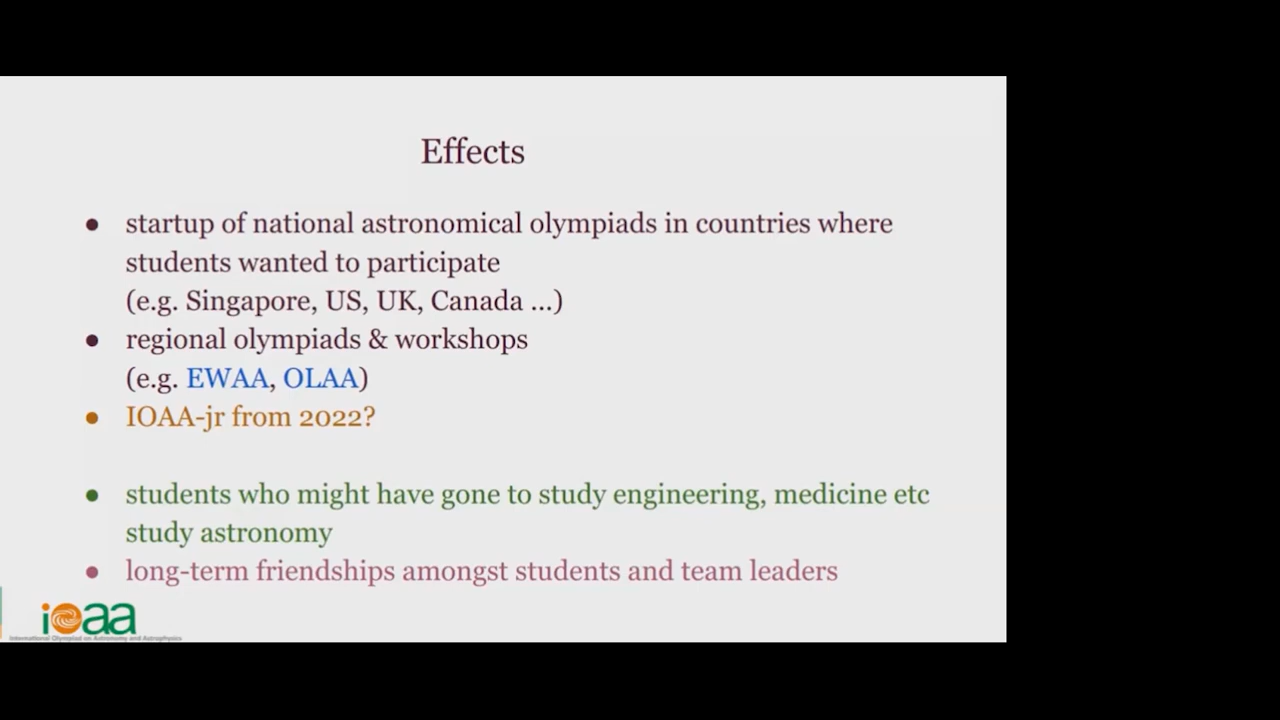 Effects
● startup of national astronomical olympiads in countries where
students wanted to participate
(e.g. Singapore, US, UK, Canada ...)
● regional olympiads & workshops
(e.g. EWAA, OLAA)
● IOAA-jr from 2022?
● students who might have gone to study engineering, medicine etc
study astronomy
● long-term friendships amongst students and team leaders
ioaa
International Olympiad on Astronomy and Astrophysics